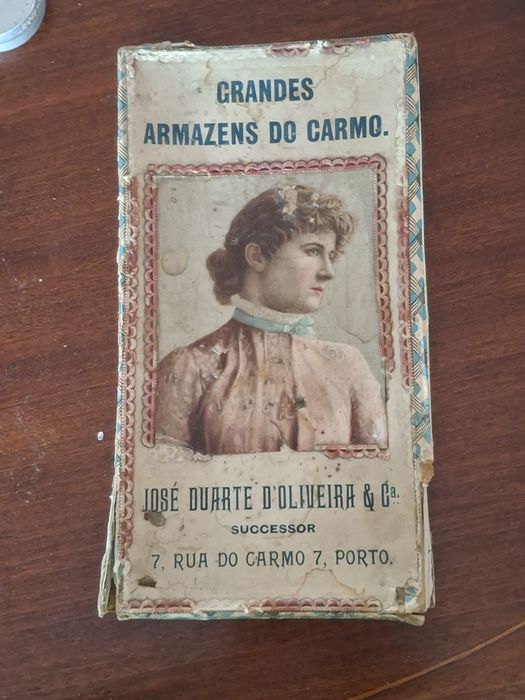 GRANDES
ARMAZENS DO CARMO.
JOSÉ DUARTE D'OLIVEIRA & Cª.
SUCCESSOR
7, RUA DO CARMO 7, PORTO.